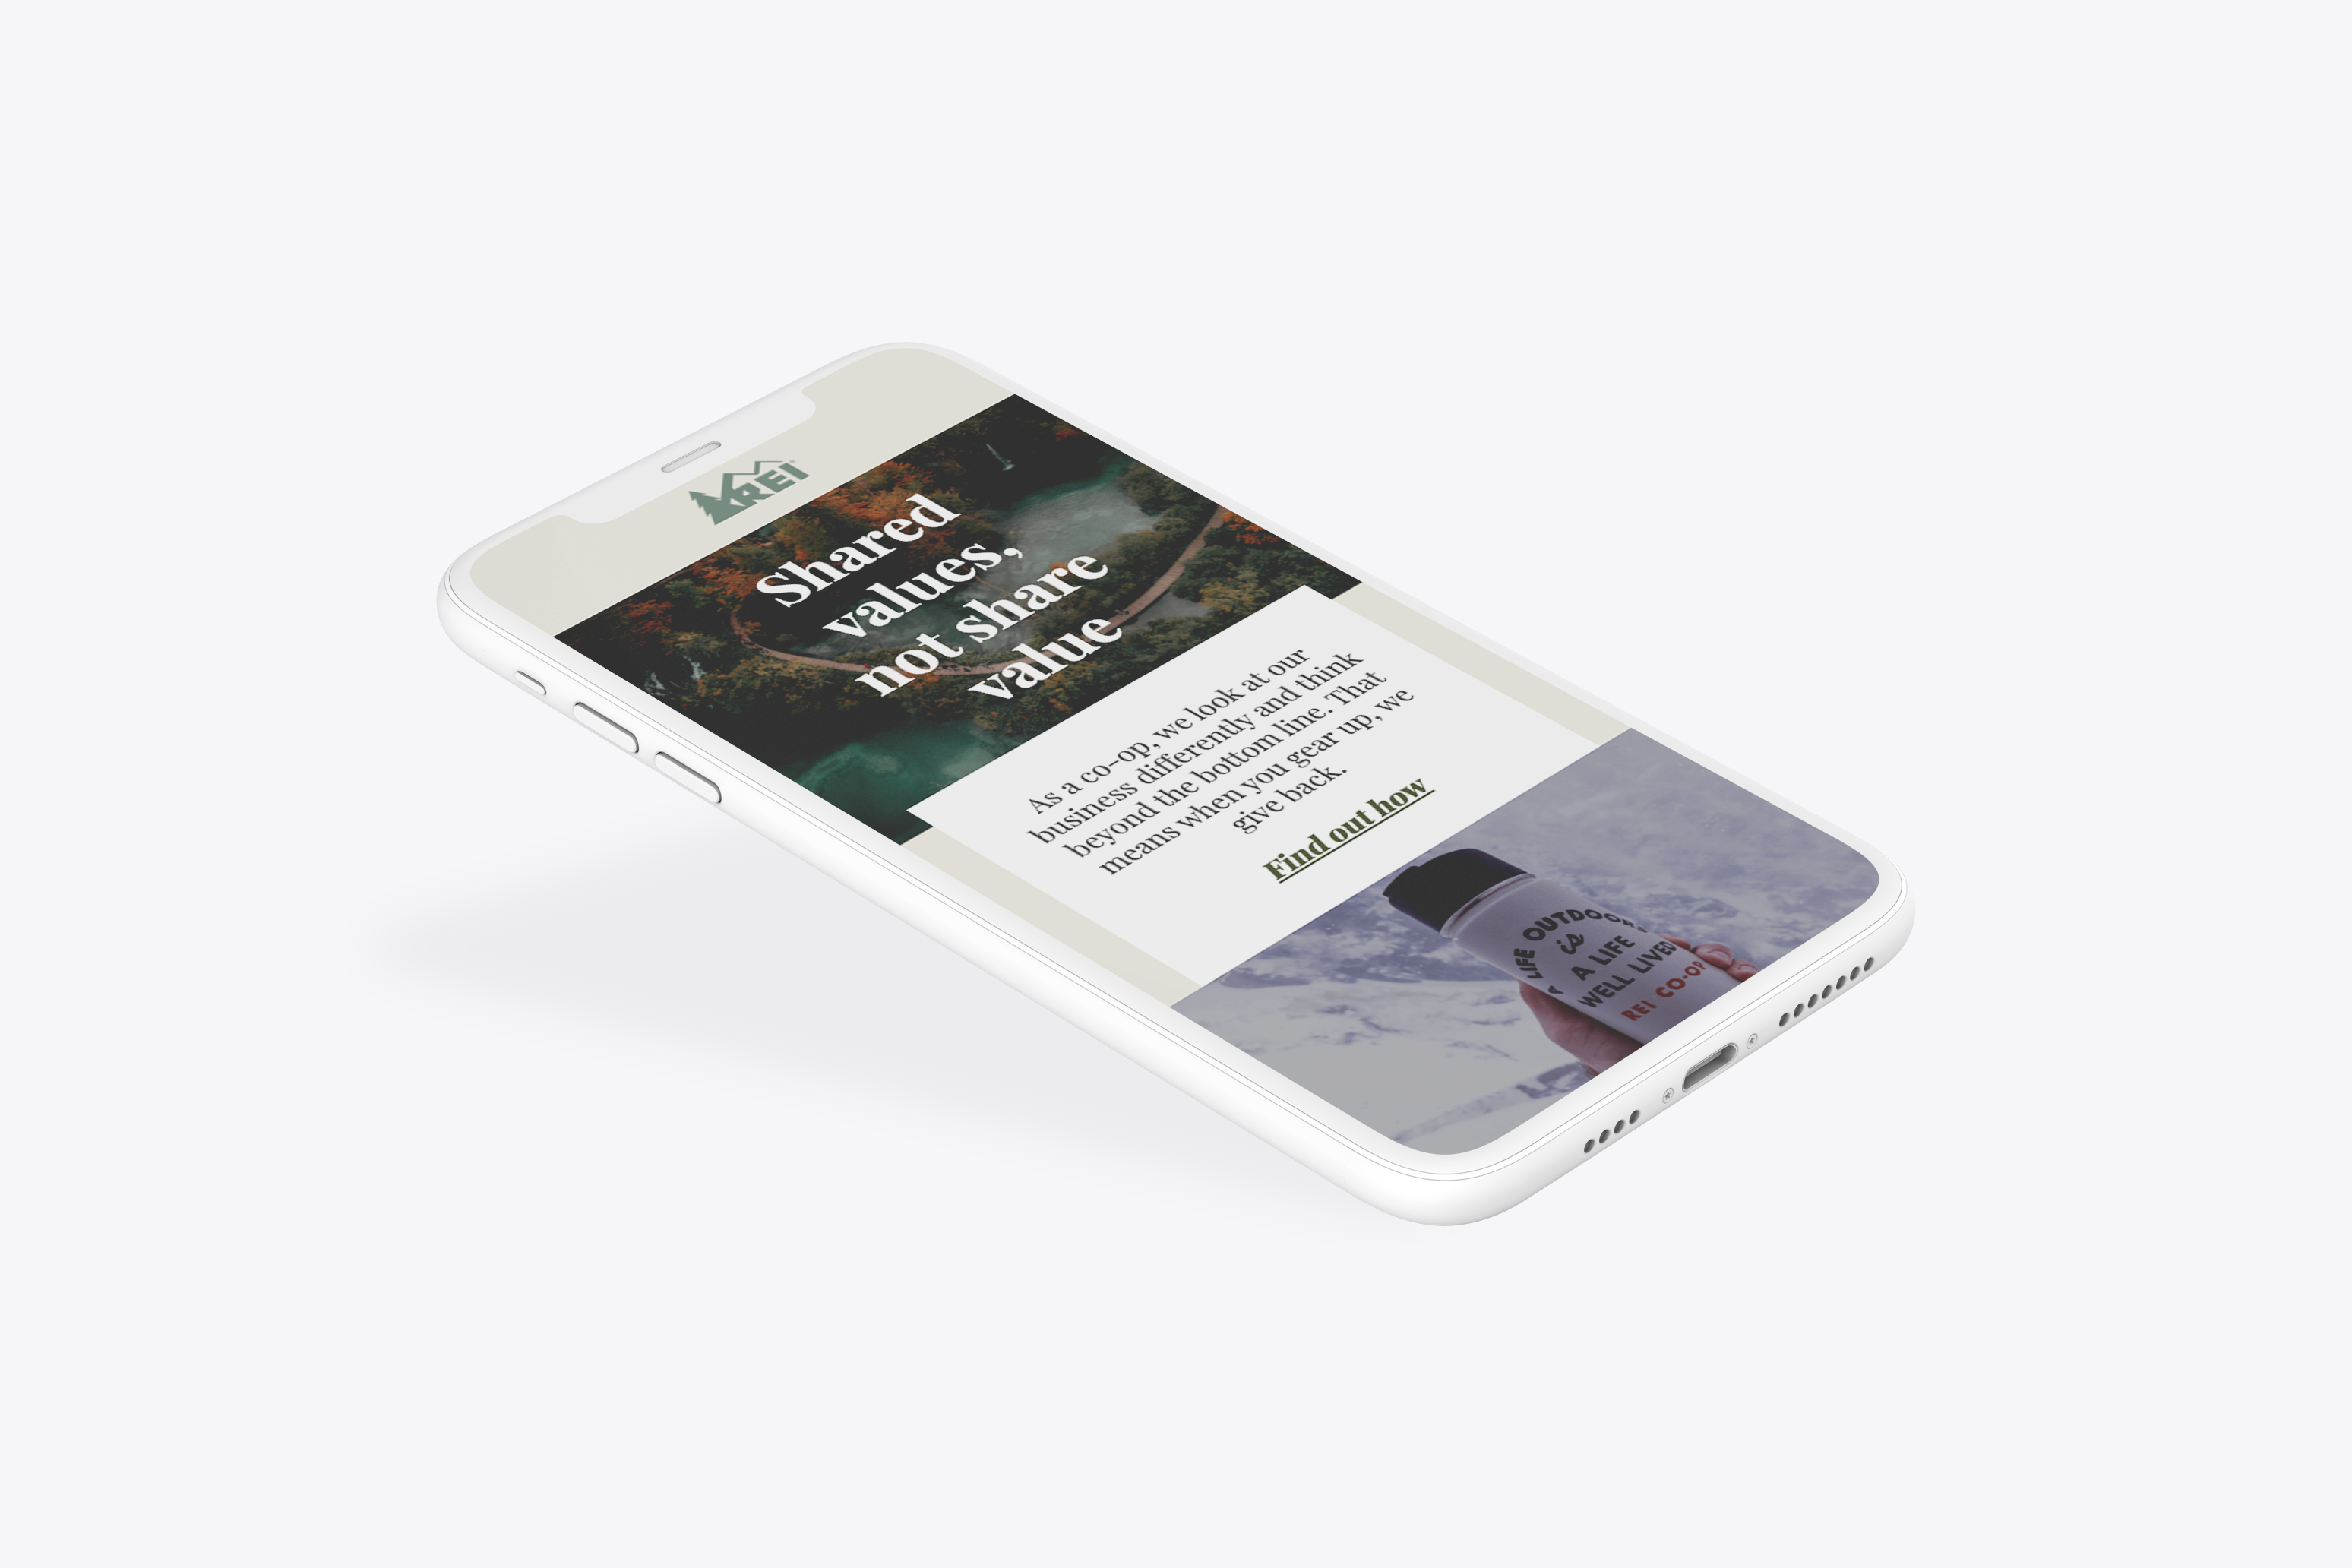 REI
Shared
values,
not share
value
As a co-op, we look at our
business differently and think
beyond the bottom line. That
means when you gear up, we
give back.
Find out how
A LIFE OUTDOORS
is
A LIFE
WELL LIVED
REI CO-OP